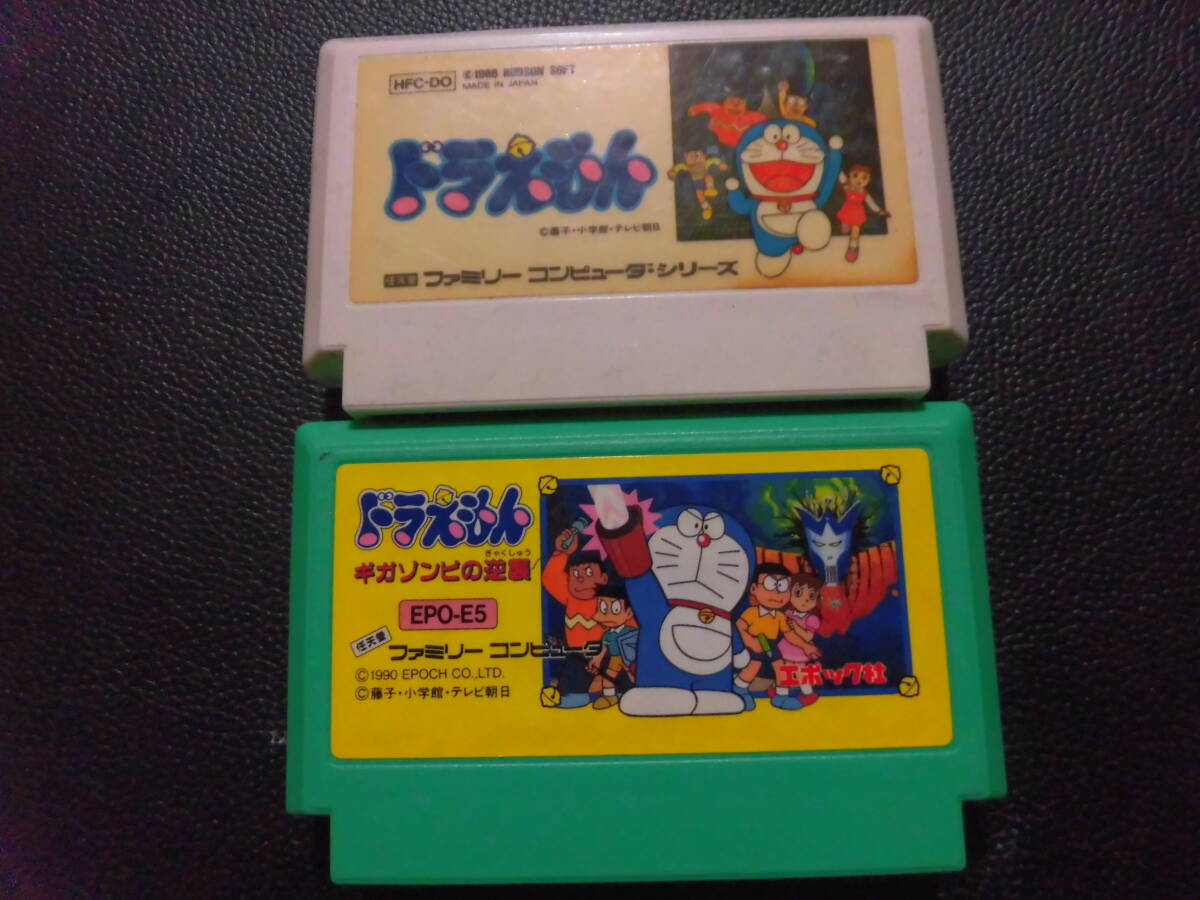 HFC-DO
©1986 HUDSON SOFT
MADE IN JAPAN
ドラえもん
©藤子・小学館・テレビ朝日
任天堂 ファミリー コンピュータ・シリーズ
ドラえもん
ぎゃくしゅう
ギガゾンビの逆襲
EPO-E5
任天堂 ファミリー コンピュータ
©1990 EPOCH CO.,LTD.
©藤子・小学館・テレビ朝日
エポック社